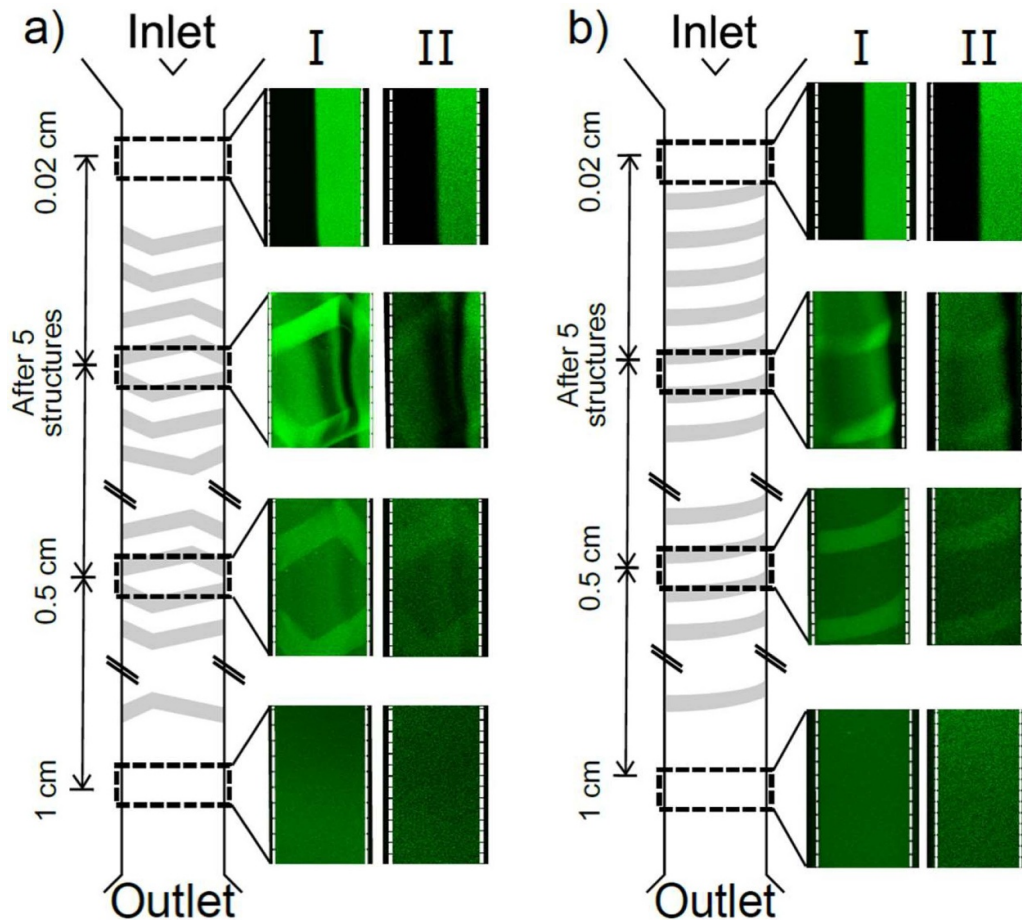 a)
Inlet
I
II
0.02 cm
After 5
structures
0.5 cm
1 cm
Outlet
b)
Inlet
I
II
0.02 cm
After 5
structures
0.5 cm
1 cm
Outlet